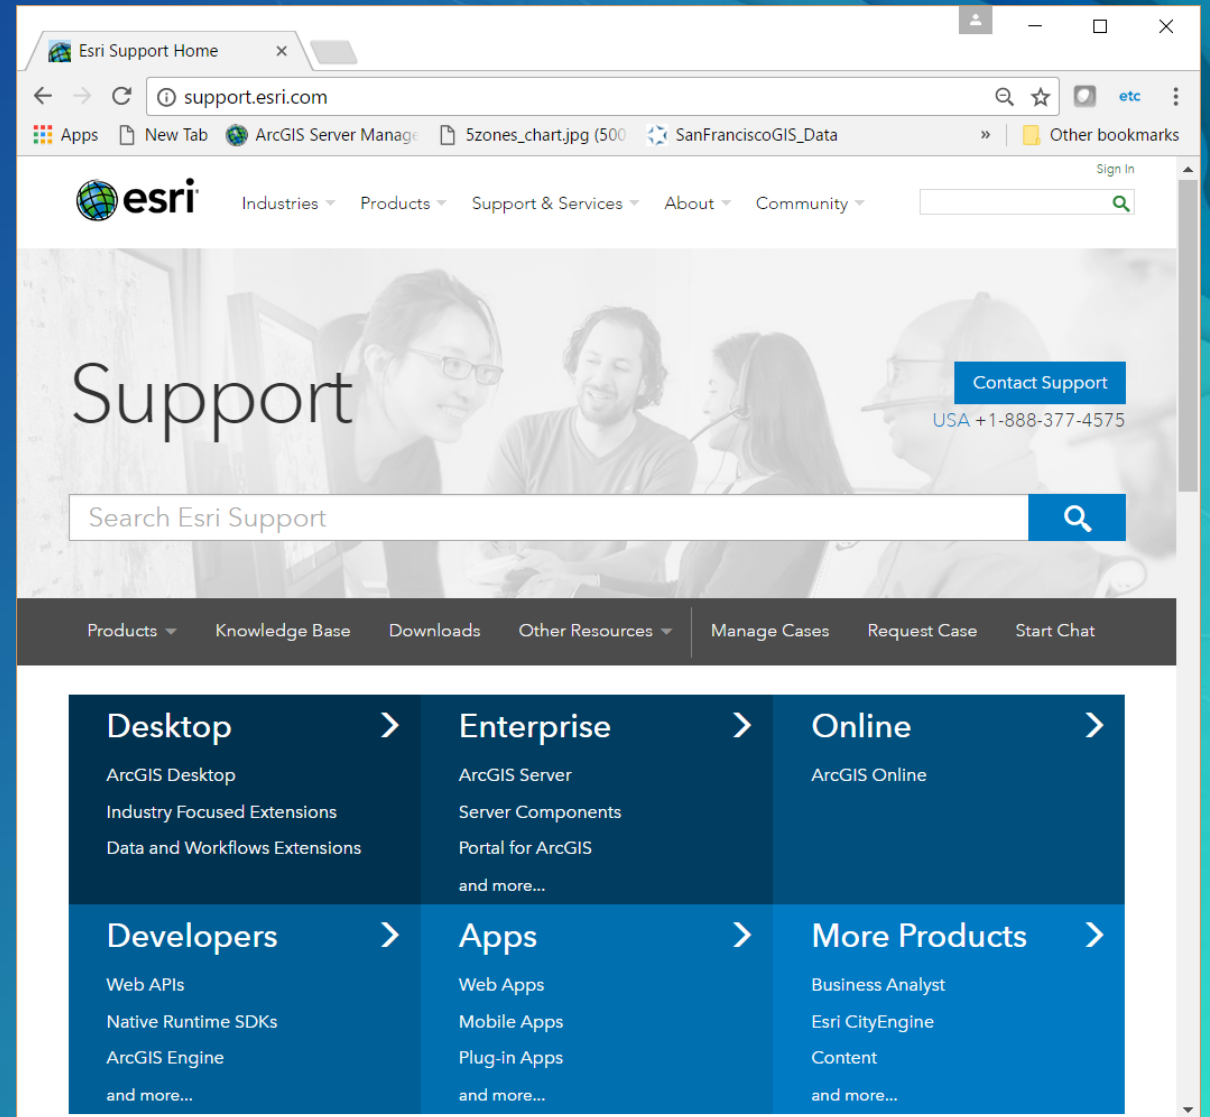 Esri Support Home
support.esri.com
etc
Apps New Tab ArcGIS Server Manage 5zones_chart.jpg (500 SanFranciscoGIS_Data » Other bookmarks
Sign In
esri
Industries Products Support & Services About Community
Support
Contact Support
USA +1-888-377-4575
Search Esri Support
Products Knowledge Base Downloads Other Resources Manage Cases Request Case Start Chat
Desktop
ArcGIS Desktop
Industry Focused Extensions
Data and Workflows Extensions
Enterprise
ArcGIS Server
Server Components
Portal for ArcGIS
and more...
Online
ArcGIS Online
Developers
Web APIs
Native Runtime SDKs
ArcGIS Engine
and more...
Apps
Web Apps
Mobile Apps
Plug-in Apps
and more...
More Products
Business Analyst
Esri CityEngine
Content
and more...